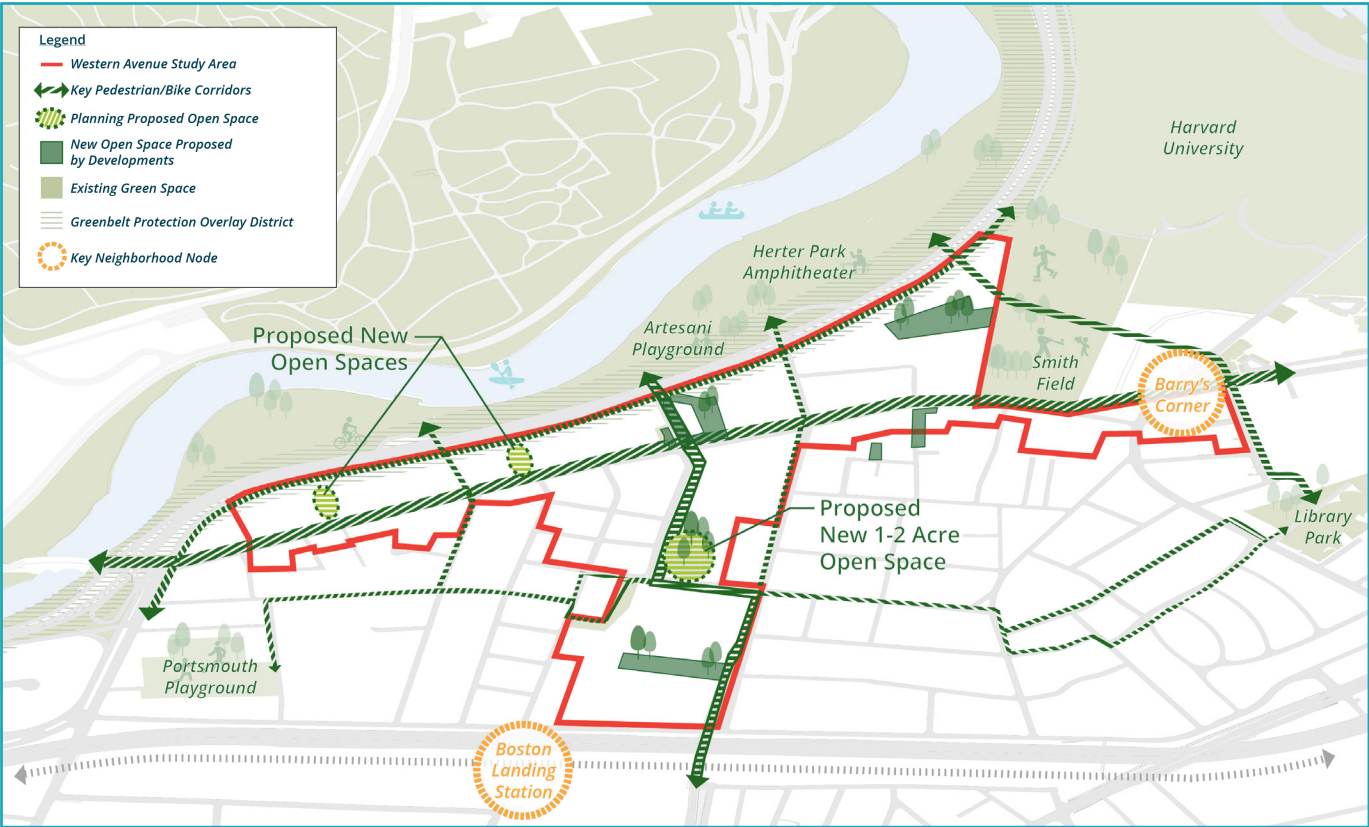 Legend
Western Avenue Study Area
Key Pedestrian/Bike Corridors
Planning Proposed Open Space
New Open Space Proposed
by Developments
Existing Green Space
Greenbelt Protection Overlay District
Key Neighborhood Node
Harvard
University
Herter Park
Amphitheater
Artesani
Playground
Proposed New
Open Spaces
Smith
Field
Barry's
Corner
Proposed
New 1-2 Acre
Open Space
Library
Park
Portsmouth
Playground
Boston
Landing
Station